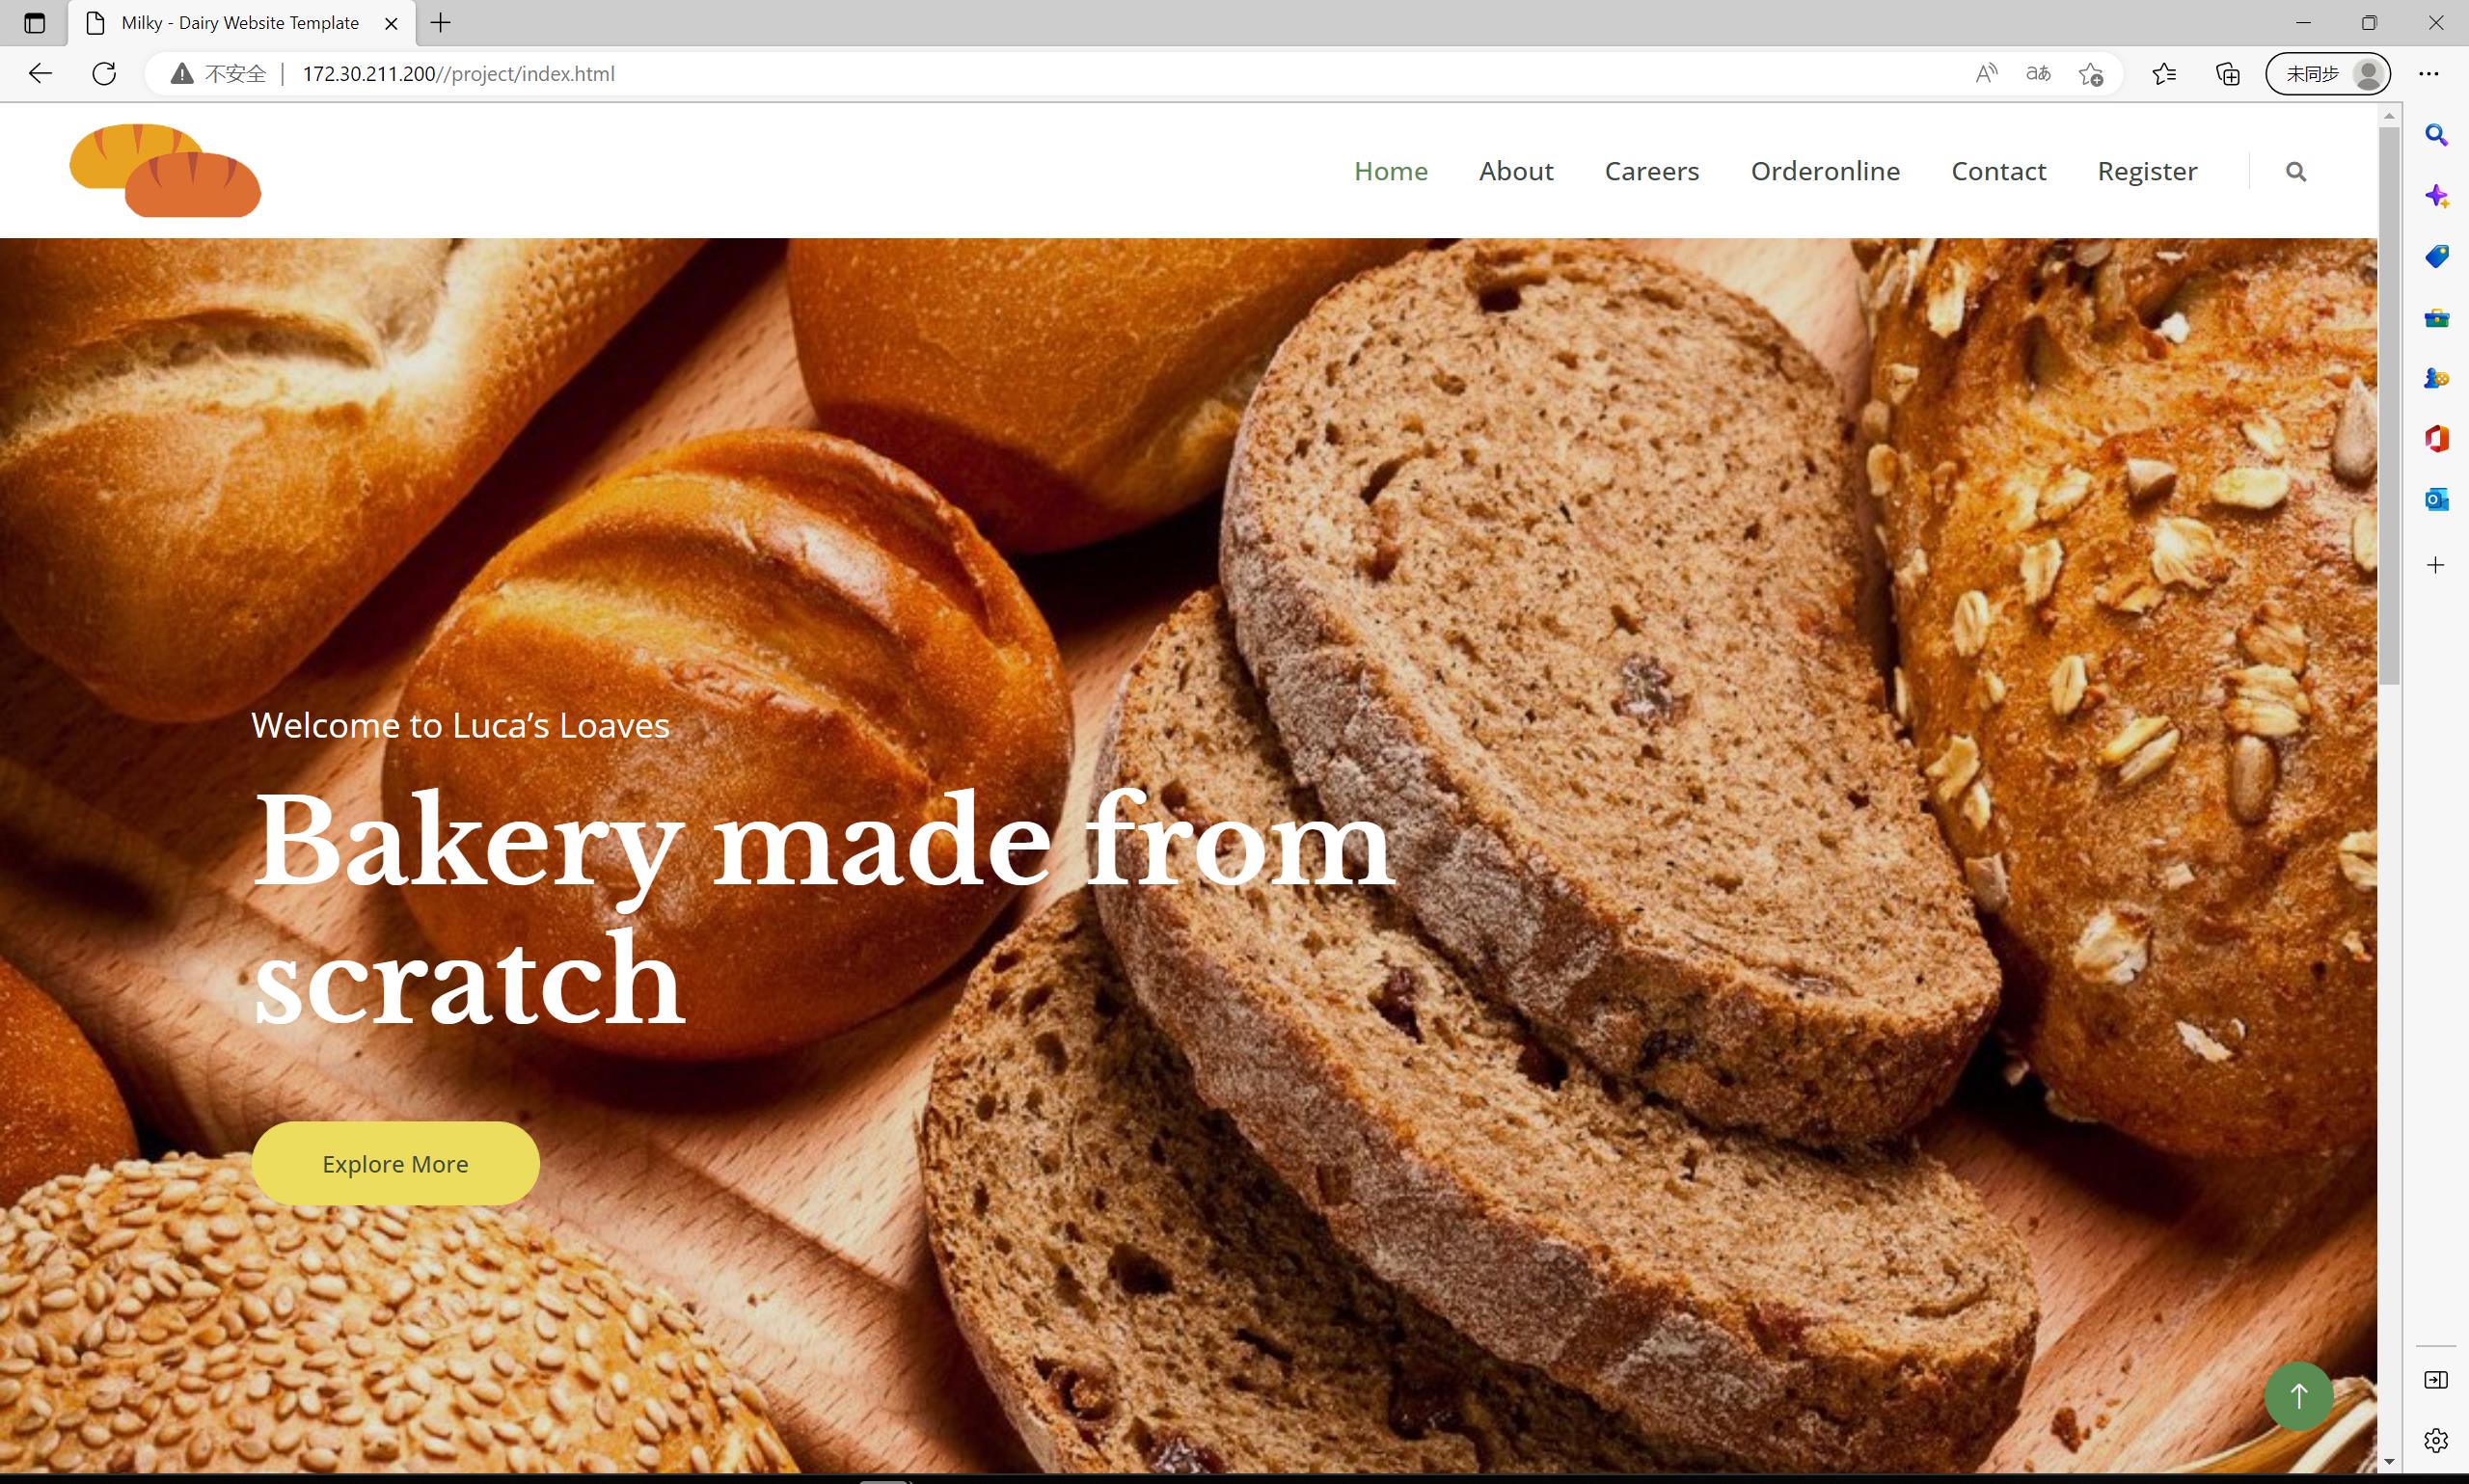 Milky - Dairy Website Template
不安全
172.30.211.200//project/index.html
未同步
Home
About
Careers
Orderonline
Contact
Register
Welcome to Luca’s Loaves
Bakery made from
scratch
Explore More